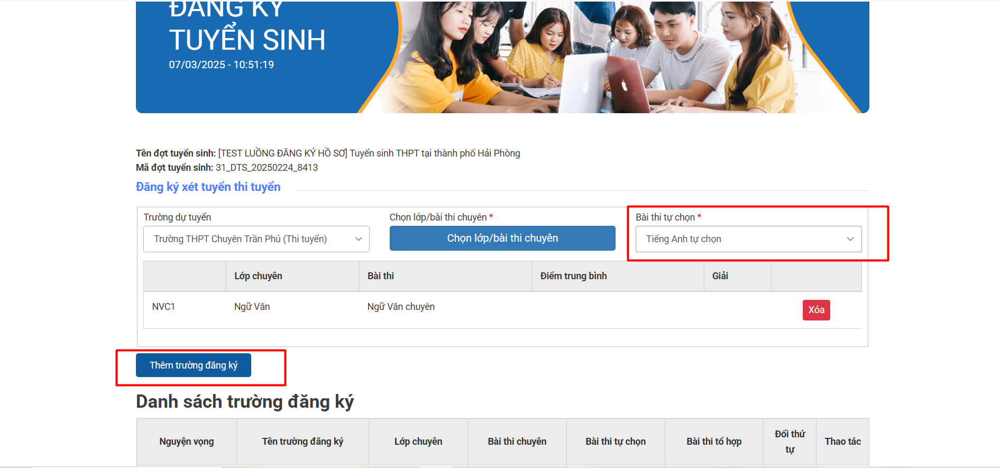 ĐĂNG KÝ
TUYỂN SINH
07/03/2025 - 10:51:19
Tên đợt tuyển sinh: [TEST LUỒNG ĐĂNG KÝ HỒ SƠ] Tuyển sinh THPT tại thành phố Hải Phòng
Mã đợt tuyển sinh: 31_DTS_20250224_8413
Đăng ký xét tuyển thi tuyển
Trường dự tuyển
Chọn lớp/bài thi chuyên *
Bài thi tự chọn *
Trường THPT Chuyên Trần Phú (Thi tuyển)
Chọn lớp/bài thi chuyên
Tiếng Anh tự chọn
Lớp chuyên
Bài thi
Điểm trung bình
Giải
NVC1
Ngữ Văn
Ngữ Văn chuyên
Xóa
Thêm trường đăng ký
Danh sách trường đăng ký
Nguyện vọng
Tên trường đăng ký
Lớp chuyên
Bài thi chuyên
Bài thi tự chọn
Bài thi tổ hợp
Đổi thứ
tự
Thao tác